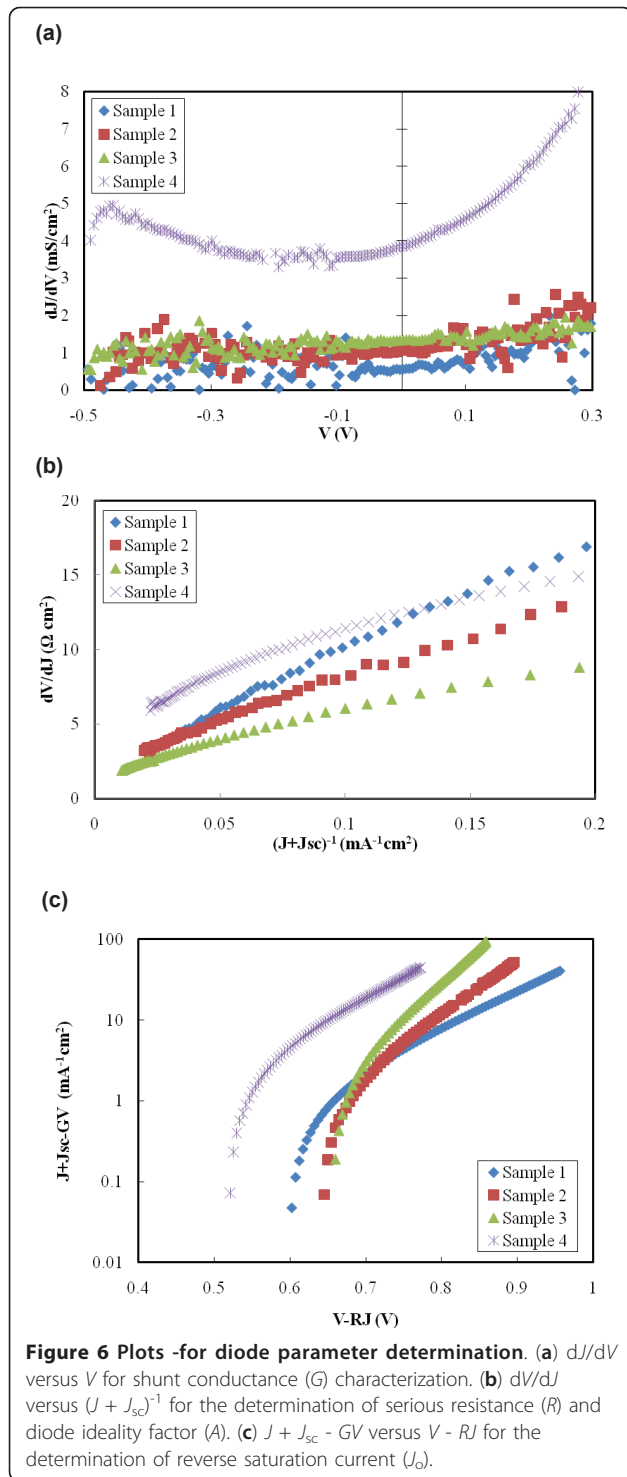 (a)
8
7
6
5
4
3
2
1
0
dJ/dV (mS/cm²)
Sample 1
Sample 2
Sample 3
Sample 4
-0.5 -0.3 -0.1 0.1 0.3
V (V)
(b)
20
15
10
5
0
dV/dJ (Ω cm²)
Sample 1
Sample 2
Sample 3
Sample 4
0 0.05 0.1 0.15 0.2
(J+Jsc)⁻¹ (mA⁻¹cm²)
(c)
100
10
1
0.1
0.01
J+Jsc-GV (mA⁻¹cm²)
Sample 1
Sample 2
Sample 3
Sample 4
0.4 0.5 0.6 0.7 0.8 0.9 1
V-RJ (V)
Figure 6 Plots -for diode parameter determination. (a) dJ/dV
versus V for shunt conductance (G) characterization. (b) dV/dJ
versus (J + Jsc)⁻¹ for the determination of serious resistance (R) and
diode ideality factor (A). (c) J + Jsc - GV versus V - RJ for the
determination of reverse saturation current (Jo).